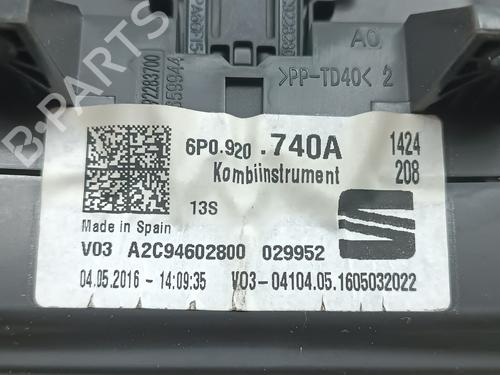 AO
>PP-TD40< 2
6P0.920 .740A 1424
Kombiinstrument 208
13S
Made in Spain
V03 A2C94602800 029952
04.05.2016 - 14:09:35 V03-04104.05.1605032022
B-PARTS